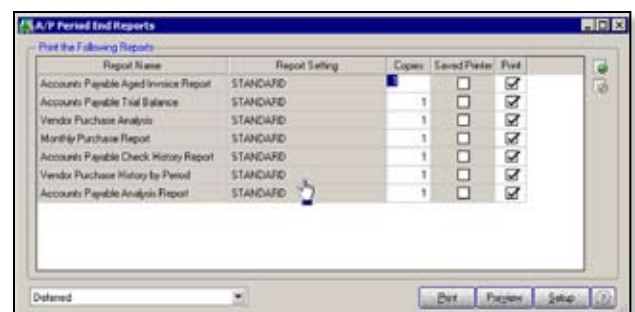 A/P Period End Reports
Print the Following Reports
Report Name Report Setting Copies Saved Printer Print
Accounts Payable Aged Invoice Report STANDARD 1
Accounts Payable Trial Balance STANDARD 1
Vendor Purchase Analysis STANDARD 1
Monthly Purchase Report STANDARD 1
Accounts Payable Check History Report STANDARD 1
Vendor Purchase History by Period STANDARD 1
Accounts Payable Analysis Report STANDARD 1
Deferred Print Preview Setup ?